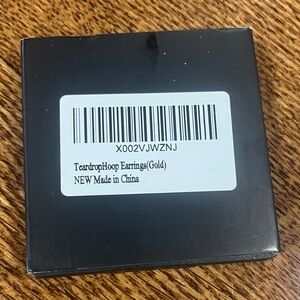 X002VJWZNJ
TeardropHoop Earrings(Gold)
NEW Made in China